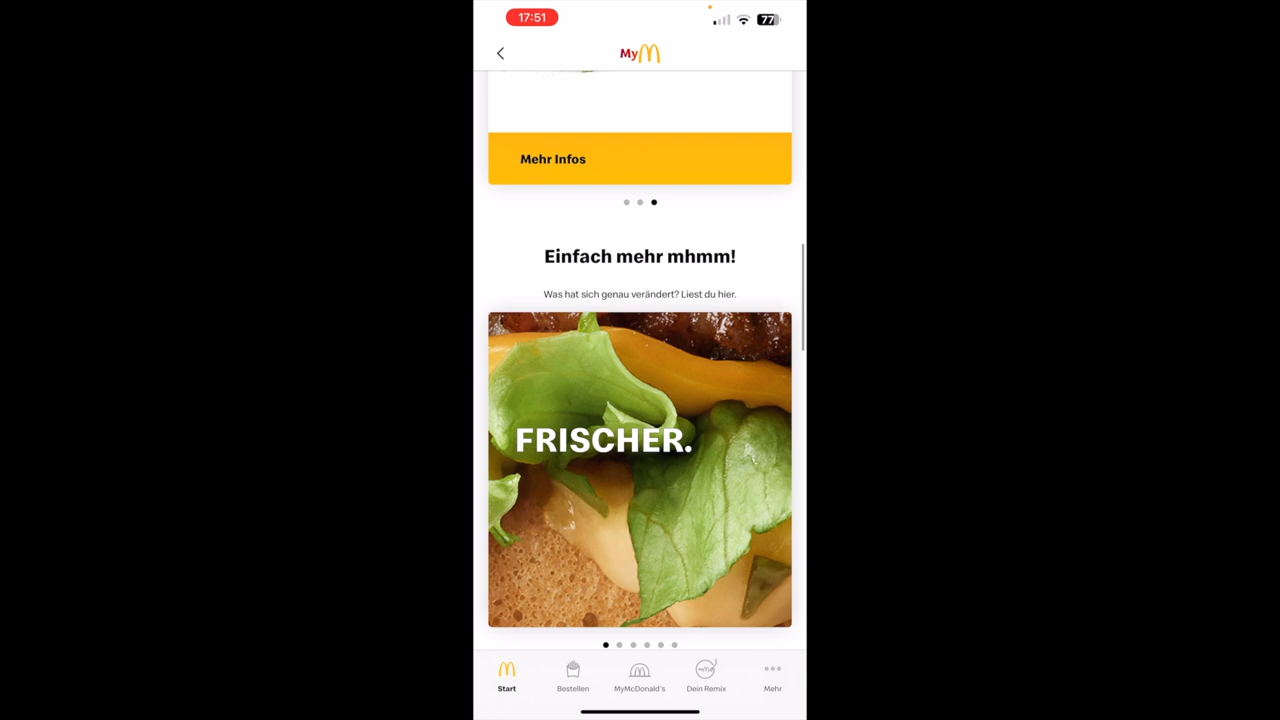 17:51
77
My
Mehr Infos
Einfach mehr mhmm!
Was hat sich genau verändert? Liest du hier.
FRISCHER.
Start
Bestellen
MyMcDonald's
Dein Remix
Mehr